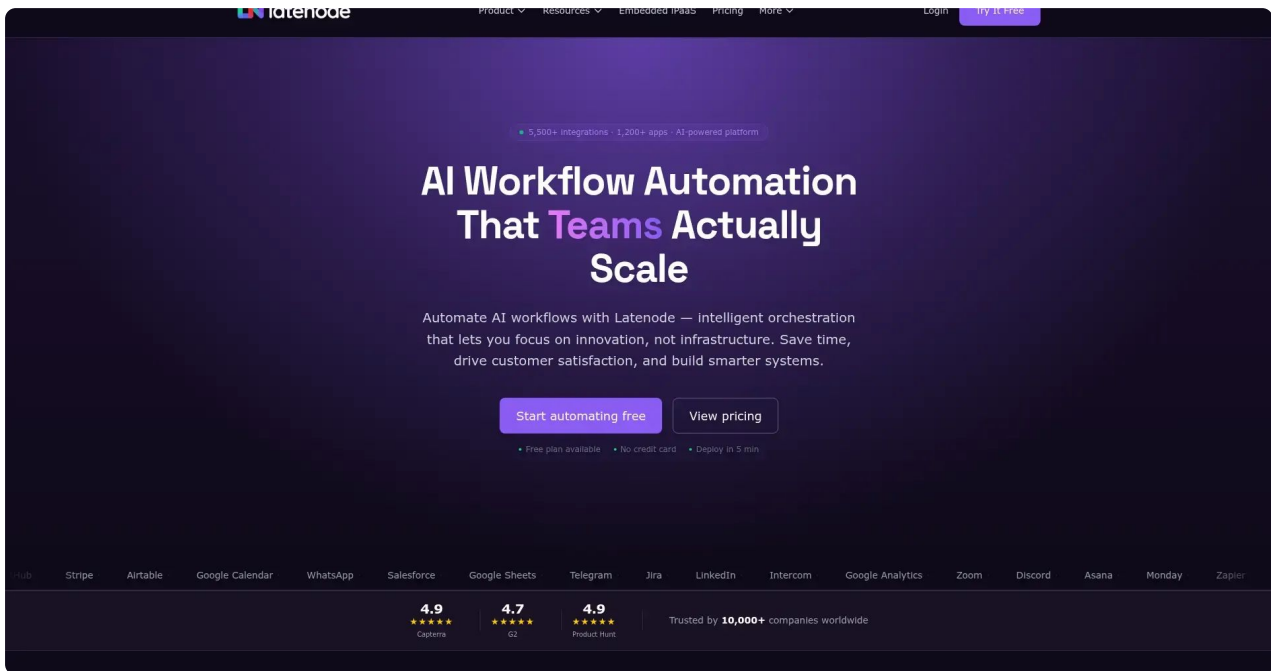 latenode
Product Resources Embedded iPaaS Pricing More Login Try It Free
5,500+ integrations · 1,200+ apps · AI-powered platform
AI Workflow Automation
That Teams Actually
Scale
Automate AI workflows with Latenode — intelligent orchestration
that lets you focus on innovation, not infrastructure. Save time,
drive customer satisfaction, and build smarter systems.
Start automating free View pricing
• Free plan available • No credit card • Deploy in 5 min
Hub Stripe Airtable Google Calendar WhatsApp Salesforce Google Sheets Telegram Jira LinkedIn Intercom Google Analytics Zoom Discord Asana Monday Zapier
4.9 4.7 4.9
★★★★★ ★★★★★ ★★★★★ Trusted by 10,000+ companies worldwide
Capterra G2 Product Hunt